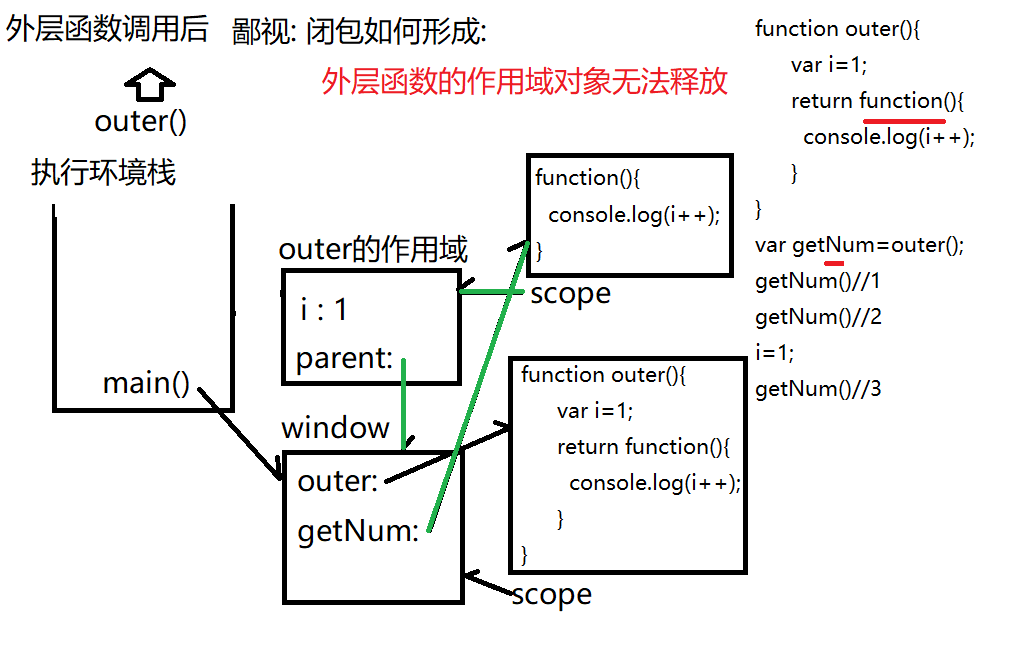 外层函数调用后
鄙视: 闭包如何形成:
外层函数的作用域对象无法释放
outer()
执行环境栈
main()
outer的作用域
i : 1
parent:
window
outer:
getNum:
function(){
console.log(i++);
}
scope
function outer(){
var i=1;
return function(){
console.log(i++);
}
}
scope
function outer(){
var i=1;
return function(){
console.log(i++);
}
}
var getNum=outer();
getNum()//1
getNum()//2
i=1;
getNum()//3